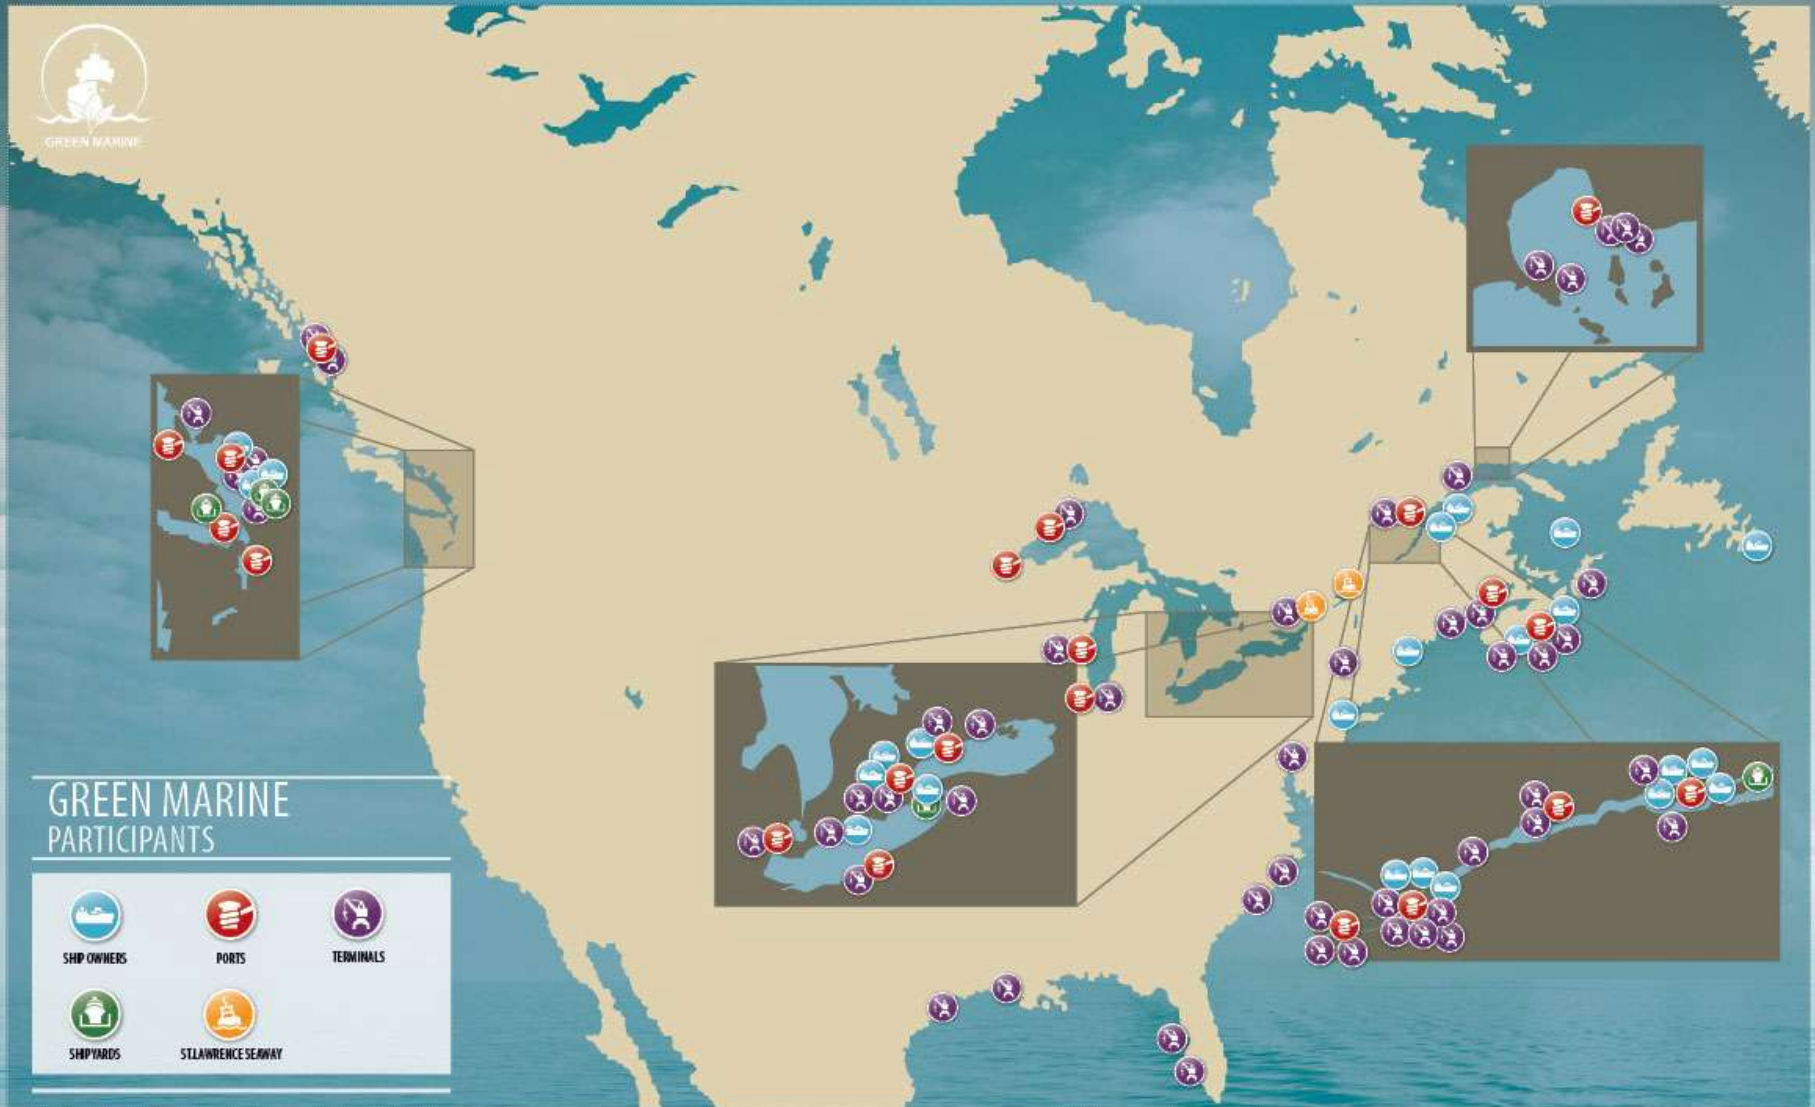 GREEN MARINE
GREEN MARINE
PARTICIPANTS
SHIP OWNERS
PORTS
TERMINALS
SHIPYARDS
ST.LAWRENCE SEAWAY